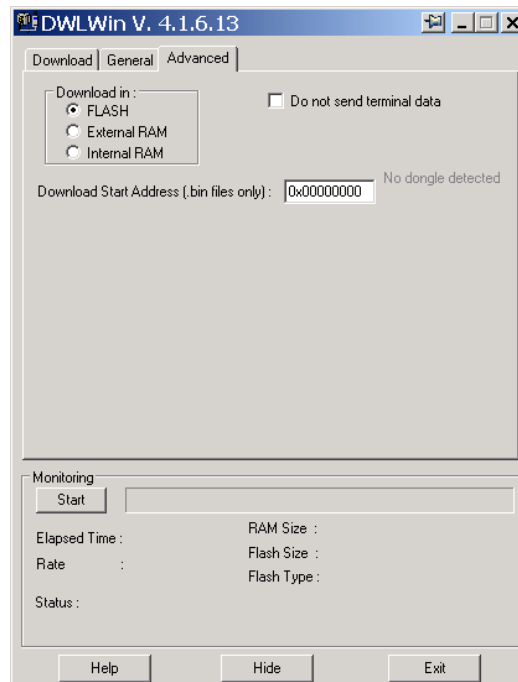 DWLWin V. 4.1.6.13
Download General Advanced
Download in :
FLASH
External RAM
Internal RAM
Do not send terminal data
Download Start Address (.bin files only) : 0x00000000
No dongle detected
Monitoring
Start
Elapsed Time :
Rate :
Status :
RAM Size :
Flash Size :
Flash Type :
Help Hide Exit